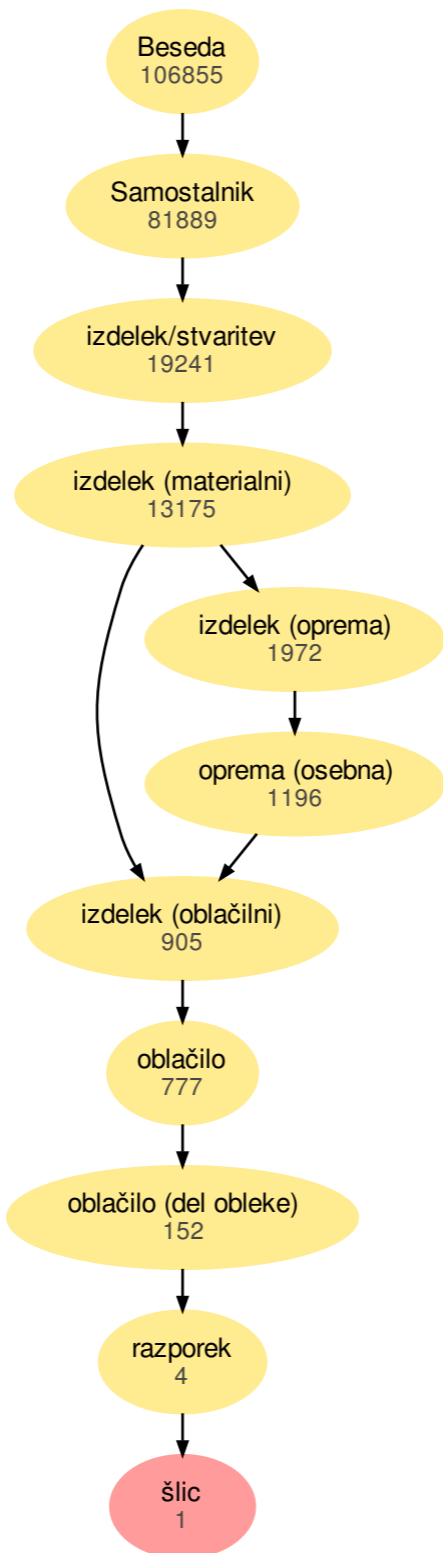 Beseda
106855
Samostalnik
81889
izdelek/stvaritev
19241
izdelek (materialni)
13175
izdelek (oprema)
1972
oprema (osebna)
1196
izdelek (oblačilni)
905
oblačilo
777
oblačilo (del obleke)
152
razporek
4
šlic
1